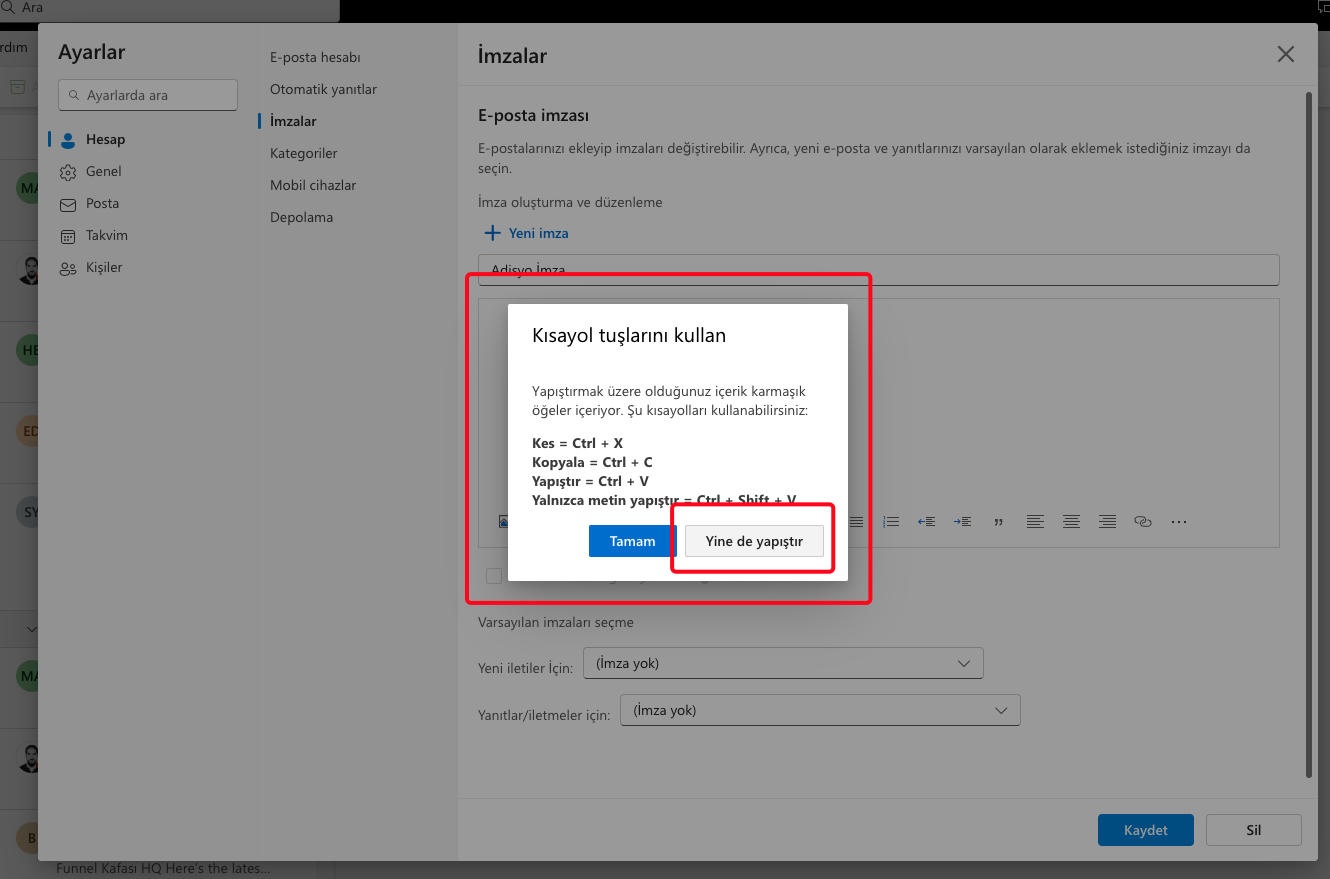 Ara
rdım
Ayarlar
Ayarlarda ara
Hesap
Genel
Posta
Takvim
Kişiler
E-posta hesabı
Otomatik yanıtlar
İmzalar
Kategoriler
Mobil cihazlar
Depolama
İmzalar
E-posta imzası
E-postalarınızı ekleyip imzaları değiştirebilir. Ayrıca, yeni e-posta ve yanıtlarınızı varsayılan olarak eklemek istediğiniz imzayı da
seçin.
İmza oluşturma ve düzenleme
Yeni imza
Adisyo İmza
Kısayol tuşlarını kullan
Yapıştırmak üzere olduğunuz içerik karmaşık
öğeler içeriyor. Şu kısayolları kullanabilirsiniz:
Kes = Ctrl + X
Kopyala = Ctrl + C
Yapıştır = Ctrl + V
Yalnızca metin yapıştır = Ctrl + Shift + V
Tamam
Yine de yapıştır
Varsayılan imzaları seçme
Yeni iletiler İçin:
(İmza yok)
Yanıtlar/iletmeler için:
(İmza yok)
Kaydet
Sil
MA
HE
ED
SY
MA
B
Funnel Kafası HQ Here's the lates...